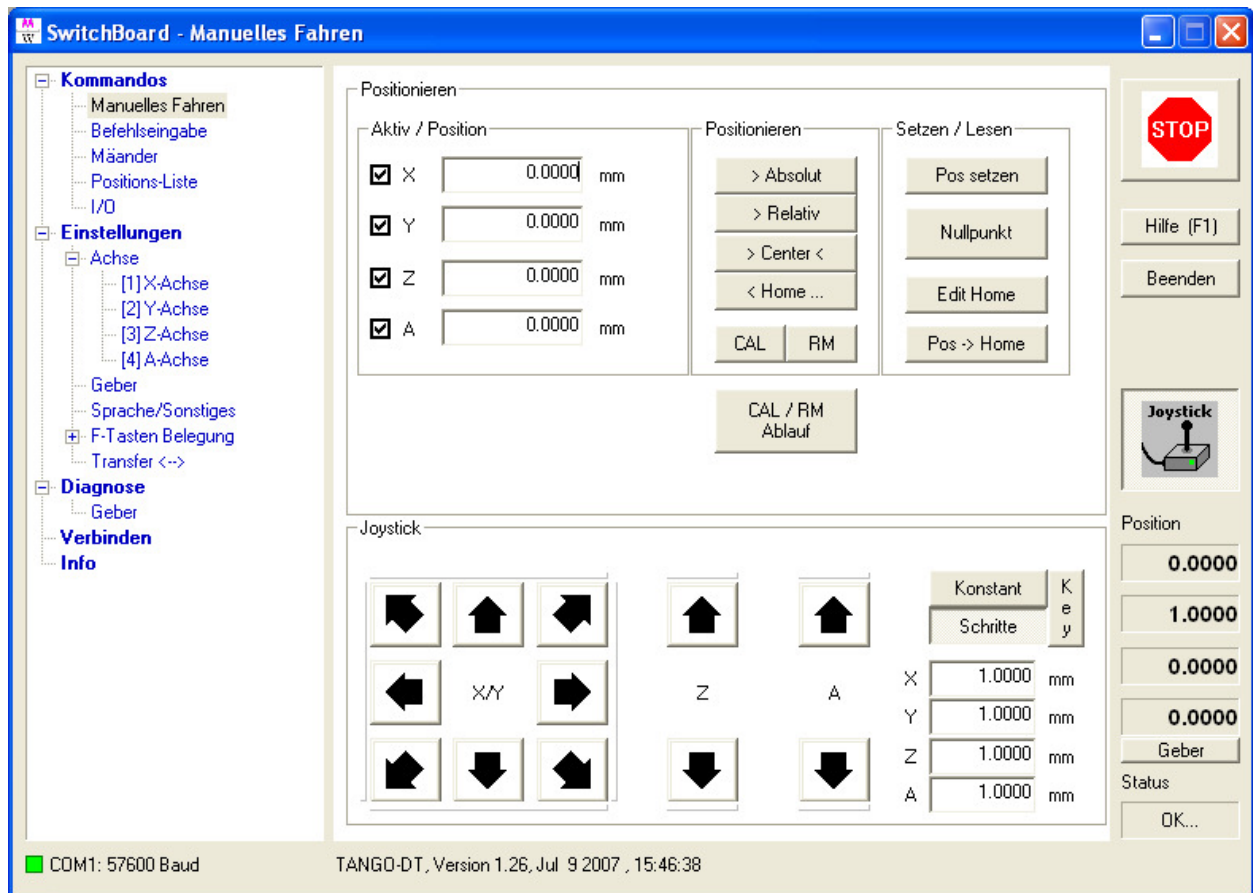 SwitchBoard - Manuelles Fahren
Kommandos
Manuelles Fahren
Befehlseingabe
Mäander
Positions-Liste
I/O
Einstellungen
Achse
[1] X-Achse
[2] Y-Achse
[3] Z-Achse
[4] A-Achse
Geber
Sprache/Sonstiges
F-Tasten Belegung
Transfer <-->
Diagnose
Geber
Verbinden
Info
Positionieren
Aktiv / Position
X 0.0000 mm
Y 0.0000 mm
Z 0.0000 mm
A 0.0000 mm
Positionieren
> Absolut
> Relativ
> Center <
< Home ...
CAL RM
CAL / RM
Ablauf
Setzen / Lesen
Pos setzen
Nullpunkt
Edit Home
Pos -> Home
Joystick
X/Y
Z
A
Konstant
Schritte
Key
X 1.0000 mm
Y 1.0000 mm
Z 1.0000 mm
A 1.0000 mm
STOP
Hilfe (F1)
Beenden
Joystick
Position
0.0000
1.0000
0.0000
0.0000
Geber
Status
OK...
COM1: 57600 Baud
TANGO-DT, Version 1.26, Jul 9 2007 , 15:46:38